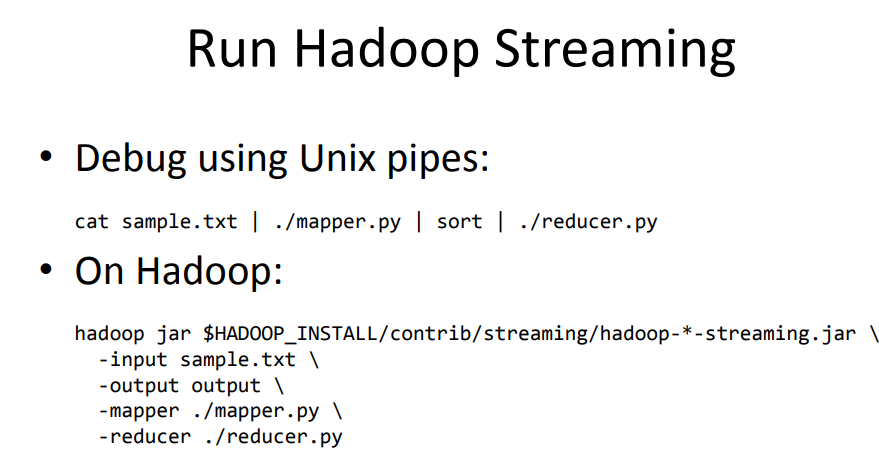 Run Hadoop Streaming
• Debug using Unix pipes:
cat sample.txt | ./mapper.py | sort | ./reducer.py
• On Hadoop:
hadoop jar $HADOOP_INSTALL/contrib/streaming/hadoop-*-streaming.jar \
  -input sample.txt \
  -output output \
  -mapper ./mapper.py \
  -reducer ./reducer.py